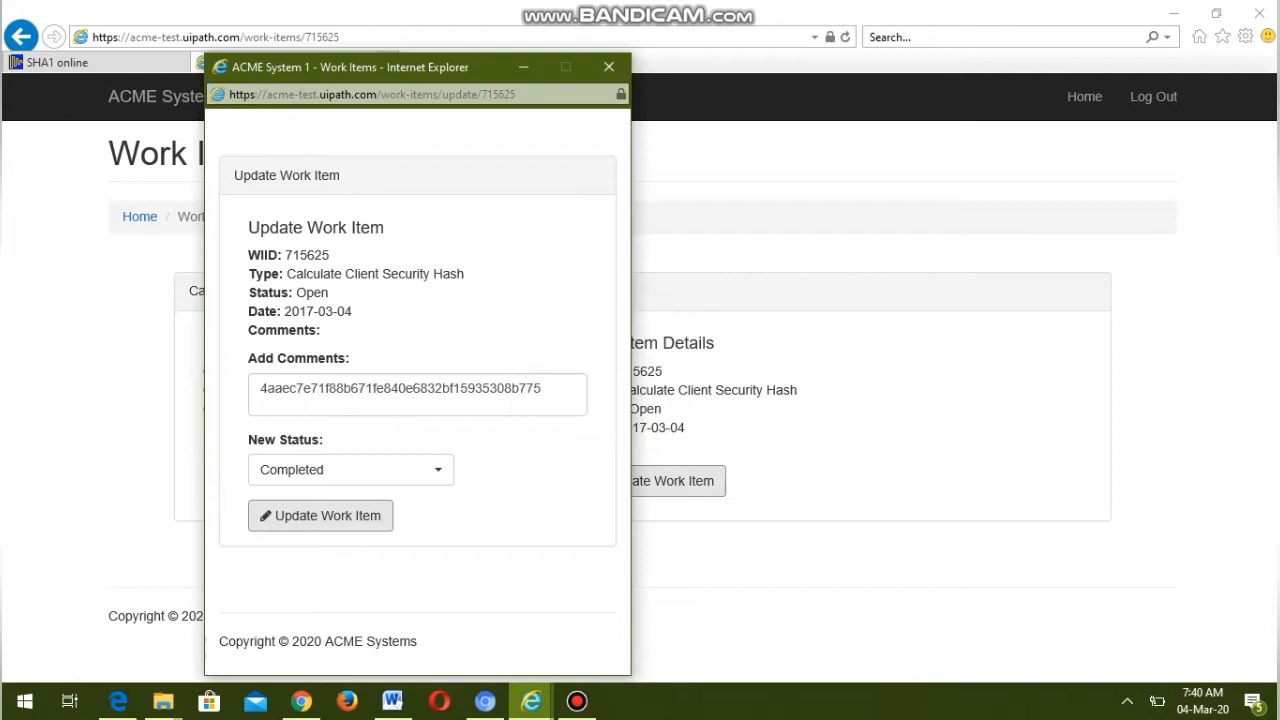 www.BANDICAM.com
https://acme-test.uipath.com/work-items/715625
Search...
SHA1 online
ACME System 1 - Work Items - Internet Explorer
https://acme-test.uipath.com/work-items/update/715625
ACME Syste
Home
Log Out
Work I
Home / Work
Update Work Item
Update Work Item
WIID: 715625
Type: Calculate Client Security Hash
Status: Open
Date: 2017-03-04
Comments:
Add Comments:
4aaec7e71f88b671fe840e6832bf15935308b775
New Status:
Completed
Update Work Item
Ca
tem Details
5625
alculate Client Security Hash
Open
17-03-04
ate Work Item
Copyright © 202
Copyright © 2020 ACME Systems
7:40 AM
04-Mar-20
5